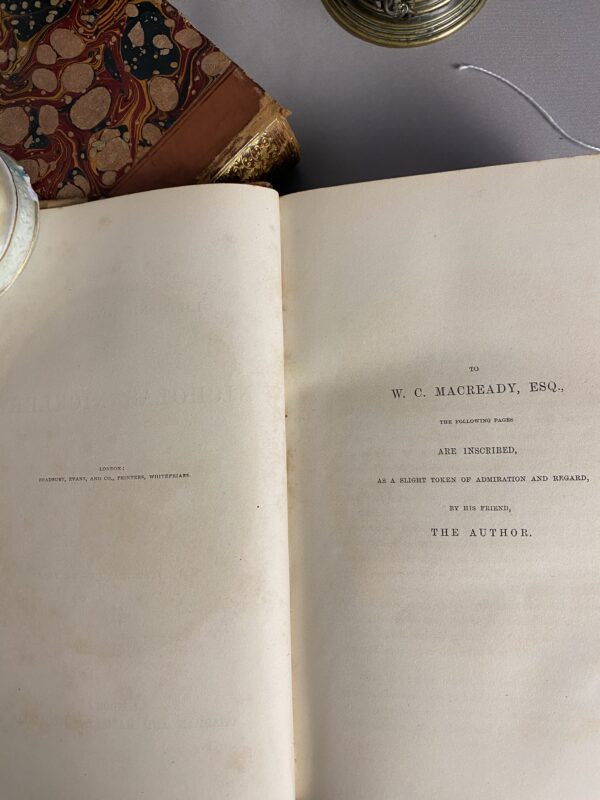 LONDON:
BRADBURY, EVANS, AND CO., PRINTERS, WHITEFRIARS.
TO
W. C. MACREADY, ESQ.,
THE FOLLOWING PAGES
ARE INSCRIBED,
AS A SLIGHT TOKEN OF ADMIRATION AND REGARD,
BY HIS FRIEND,
THE AUTHOR.